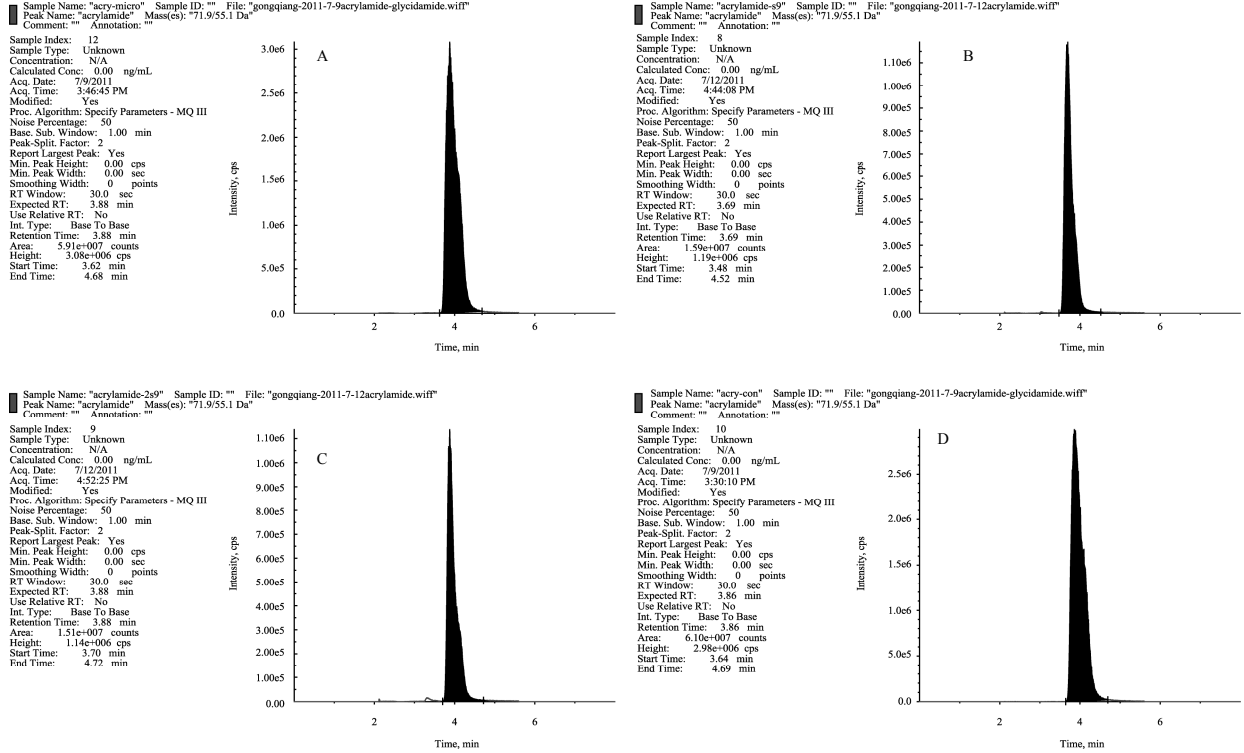 Sample Name: "acry-micro" Sample ID: "" File: "gongqiang-2011-7-9acrylamide-glycidamide.wiff"
Peak Name: "acrylamide" Mass(es): "71.9/55.1 Da"
Comment: "" Annotation: ""
Sample Index: 12
Sample Type: Unknown
Concentration: N/A
Calculated Conc: 0.00 ng/mL
Acq. Date: 7/9/2011
Acq. Time: 3:46:45 PM
Modified: Yes
Proc. Algorithm: Specify Parameters - MQ III
Noise Percentage: 50
Base. Sub. Window: 1.00 min
Peak-Split. Factor: 2
Report Largest Peak: Yes
Min. Peak Height: 0.00 cps
Min. Peak Width: 0.00 sec
Smoothing Width: 0 points
RT Window: 30.0 sec
Expected RT: 3.88 min
Use Relative RT: No
Int. Type: Base To Base
Retention Time: 3.88 min
Area: 5.91e+007 counts
Height: 3.08e+006 cps
Start Time: 3.62 min
End Time: 4.68 min
A
Intensity, cps
3.0e6
2.5e6
2.0e6
1.5e6
1.0e6
5.0e5
0.0
2 4 6
Time, min
Sample Name: "acrylamide-s9" Sample ID: "" File: "gongqiang-2011-7-12acrylamide.wiff"
Peak Name: "acrylamide" Mass(es): "71.9/55.1 Da"
Comment: "" Annotation: ""
Sample Index: 8
Sample Type: Unknown
Concentration: N/A
Calculated Conc: 0.00 ng/mL
Acq. Date: 7/12/2011
Acq. Time: 4:44:08 PM
Modified: Yes
Proc. Algorithm: Specify Parameters - MQ III
Noise Percentage: 50
Base. Sub. Window: 1.00 min
Peak-Split. Factor: 2
Report Largest Peak: Yes
Min. Peak Height: 0.00 cps
Min. Peak Width: 0.00 sec
Smoothing Width: 0 points
RT Window: 30.0 sec
Expected RT: 3.69 min
Use Relative RT: No
Int. Type: Base To Base
Retention Time: 3.69 min
Area: 1.59e+007 counts
Height: 1.19e+006 cps
Start Time: 3.48 min
End Time: 4.52 min
B
Intensity, cps
1.10e6
1.00e6
9.00e5
8.00e5
7.00e5
6.00e5
5.00e5
4.00e5
3.00e5
2.00e5
1.00e5
0.00
2 4 6
Time, min
Sample Name: "acrylamide-2s9" Sample ID: "" File: "gongqiang-2011-7-12acrylamide.wiff"
Peak Name: "acrylamide" Mass(es): "71.9/55.1 Da"
Comment: "" Annotation: ""
Sample Index: 9
Sample Type: Unknown
Concentration: N/A
Calculated Conc: 0.00 ng/mL
Acq. Date: 7/12/2011
Acq. Time: 4:52:25 PM
Modified: Yes
Proc. Algorithm: Specify Parameters - MQ III
Noise Percentage: 50
Base. Sub. Window: 1.00 min
Peak-Split. Factor: 2
Report Largest Peak: Yes
Min. Peak Height: 0.00 cps
Min. Peak Width: 0.00 sec
Smoothing Width: 0 points
RT Window: 30.0 sec
Expected RT: 3.88 min
Use Relative RT: No
Int. Type: Base To Base
Retention Time: 3.88 min
Area: 1.51e+007 counts
Height: 1.14e+006 cps
Start Time: 3.70 min
End Time: 4.72 min
C
Intensity, cps
1.10e6
1.00e6
9.00e5
8.00e5
7.00e5
6.00e5
5.00e5
4.00e5
3.00e5
2.00e5
1.00e5
0.00
2 4 6
Time, min
Sample Name: "acry-con" Sample ID: "" File: "gongqiang-2011-7-9acrylamide-glycidamide.wiff"
Peak Name: "acrylamide" Mass(es): "71.9/55.1 Da"
Comment: "" Annotation: ""
Sample Index: 10
Sample Type: Unknown
Concentration: N/A
Calculated Conc: 0.00 ng/mL
Acq. Date: 7/9/2011
Acq. Time: 3:30:10 PM
Modified: Yes
Proc. Algorithm: Specify Parameters - MQ III
Noise Percentage: 50
Base. Sub. Window: 1.00 min
Peak-Split. Factor: 2
Report Largest Peak: Yes
Min. Peak Height: 0.00 cps
Min. Peak Width: 0.00 sec
Smoothing Width: 0 points
RT Window: 30.0 sec
Expected RT: 3.86 min
Use Relative RT: No
Int. Type: Base To Base
Retention Time: 3.86 min
Area: 6.10e+007 counts
Height: 2.98e+006 cps
Start Time: 3.64 min
End Time: 4.69 min
D
Intensity, cps
2.5e6
2.0e6
1.5e6
1.0e6
5.0e5
0.0
2 4 6
Time, min